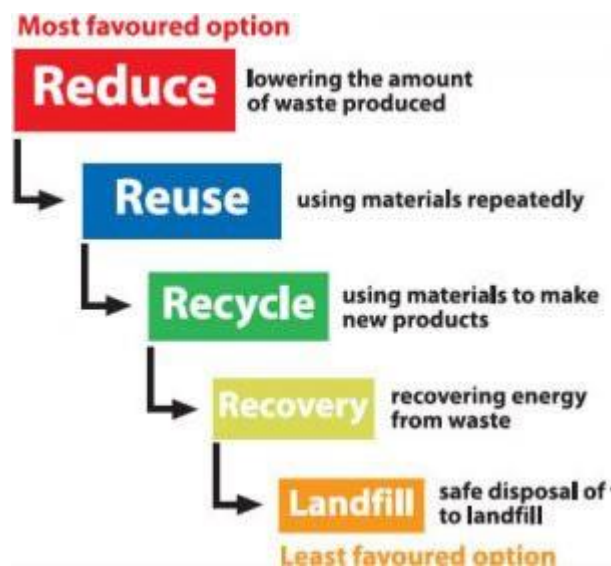 Most favoured option
Reduce
lowering the amount
of waste produced
Reuse
using materials repeatedly
Recycle
using materials to make
new products
Recovery
recovering energy
from waste
Landfill
safe disposal of
to landfill
Least favoured option